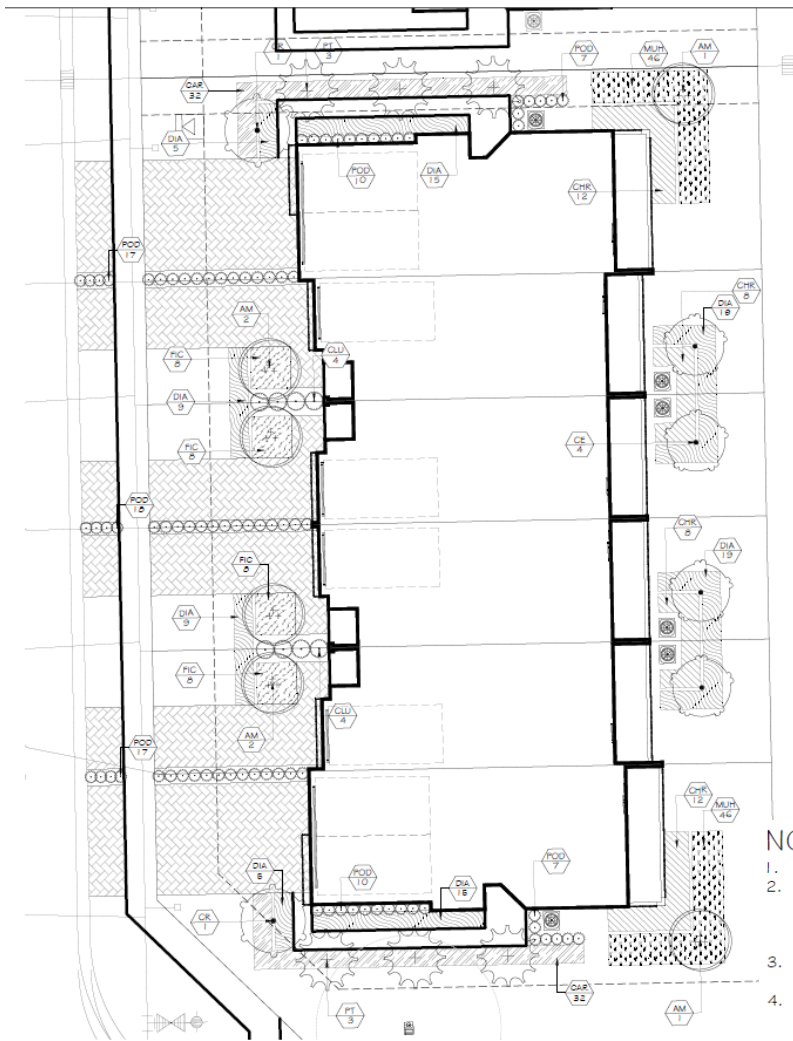 CR
1
PT
3
POD
7
MUH
46
AM
1
CAR
32
DIA
5
POD
10
DIA
15
CHR
12
POD
17
CHR
8
DIA
19
AM
2
FIC
8
CLU
4
DIA
9
FIC
8
CE
4
POD
18
CHR
8
DIA
19
FIC
8
DIA
9
FIC
8
CLU
4
AM
2
POD
17
CHR
12
MUH
46
NO
1.
2.
DIA
5
POD
10
DIA
15
POD
7
CR
1
3.
CAR
32
4.
PT
3
AM
1